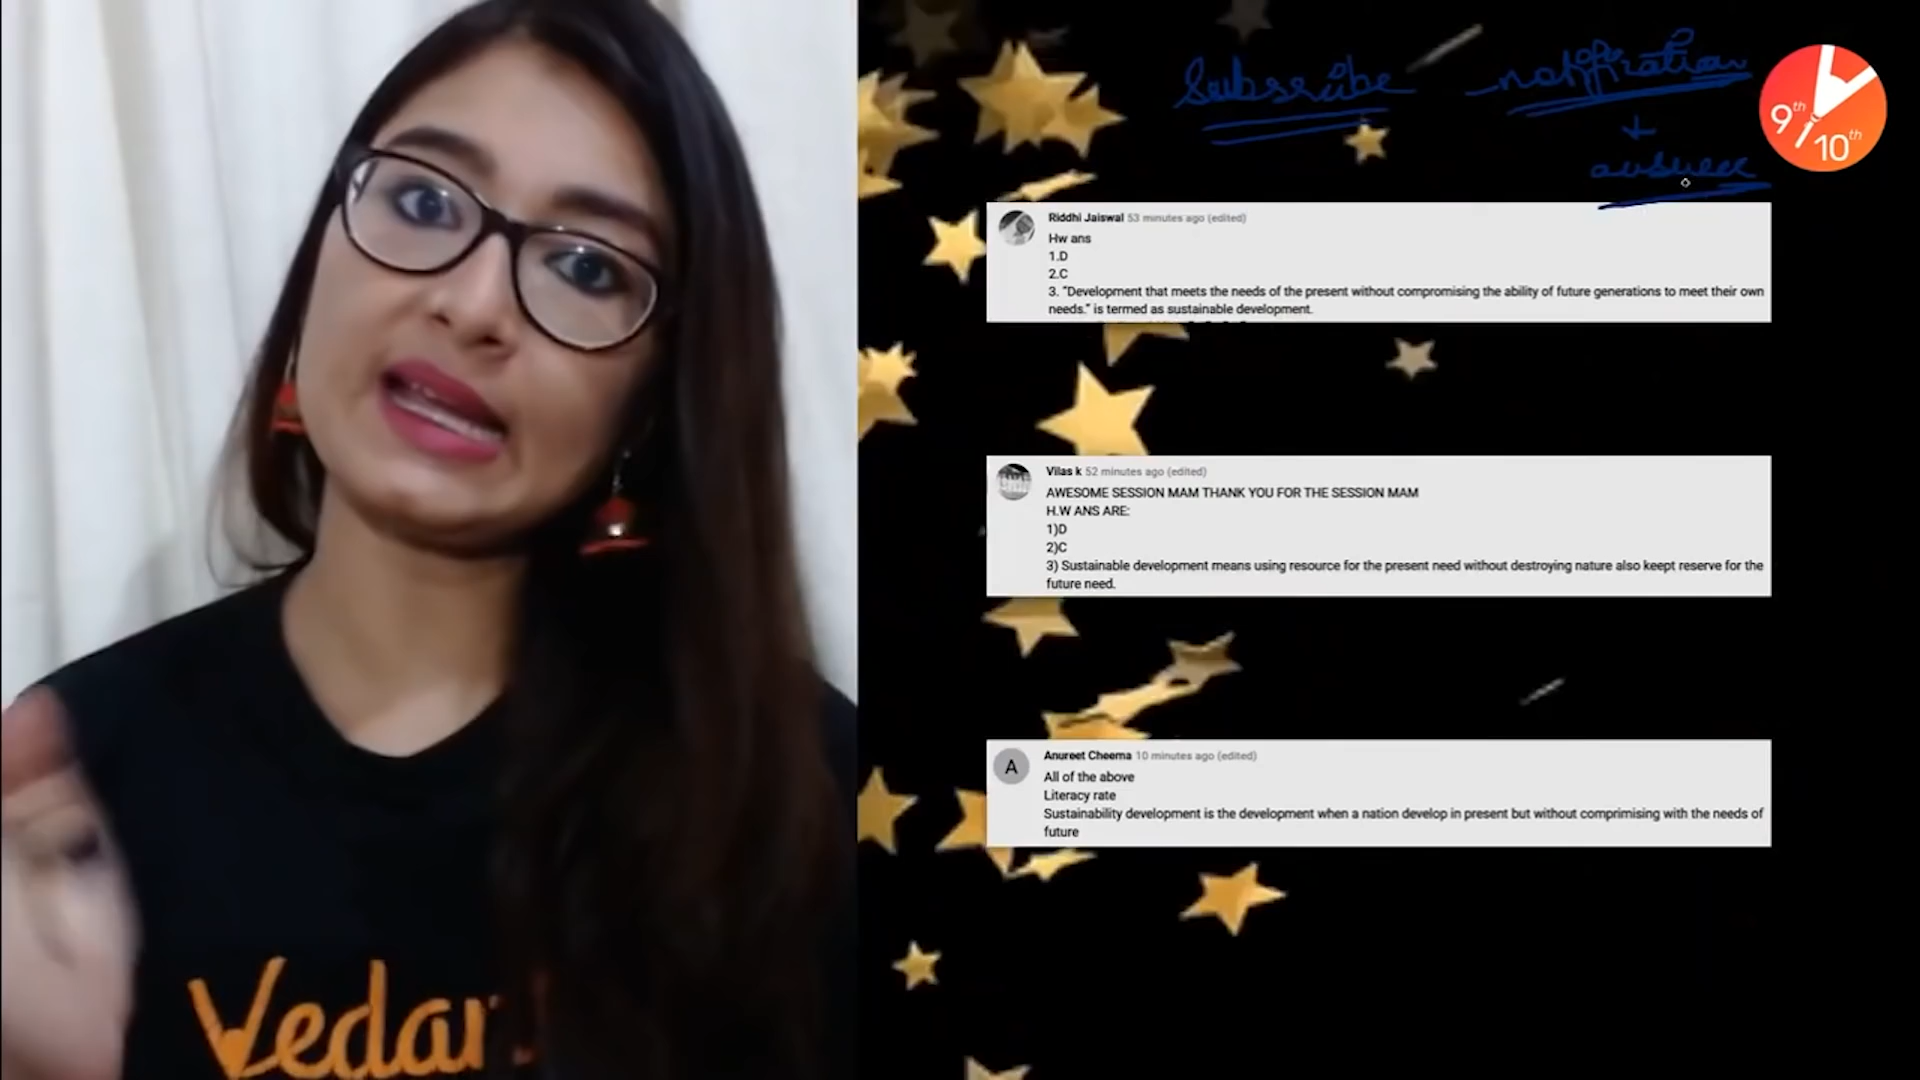 Subscribe notification
+
answer
9th
10th
Riddhi Jaiswal 53 minutes ago (edited)
Hw ans
1.D
2.C
3. "Development that meets the needs of the present without compromising the ability of future generations to meet their own
needs." is termed as sustainable development.
Vilas k 52 minutes ago (edited)
AWESOME SESSION MAM THANK YOU FOR THE SESSION MAM
H.W ANS ARE:
1)D
2)C
3) Sustainable development means using resource for the present need without destroying nature also keept reserve for the
future need.
A
Anureet Cheema 10 minutes ago (edited)
All of the above
Literacy rate
Sustainability development is the development when a nation develop in present but without comprimising with the needs of
future